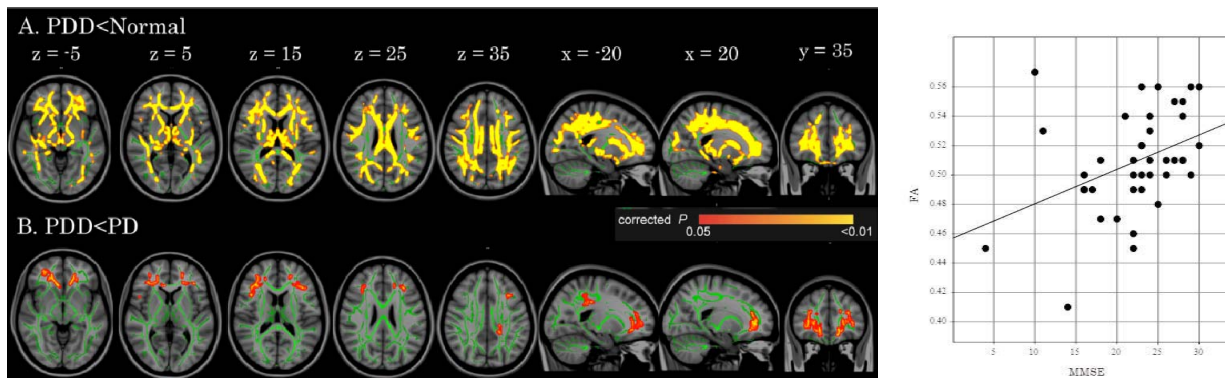 A. PDD<Normal
z = -5 z = 5 z = 15 z = 25 z = 35 x = -20 x = 20 y = 35
corrected P
0.05 <0.01
B. PDD<PD
FA
0.56
0.54
0.52
0.50
0.48
0.46
0.44
0.42
0.40
5 10 15 20 25 30
MMSE